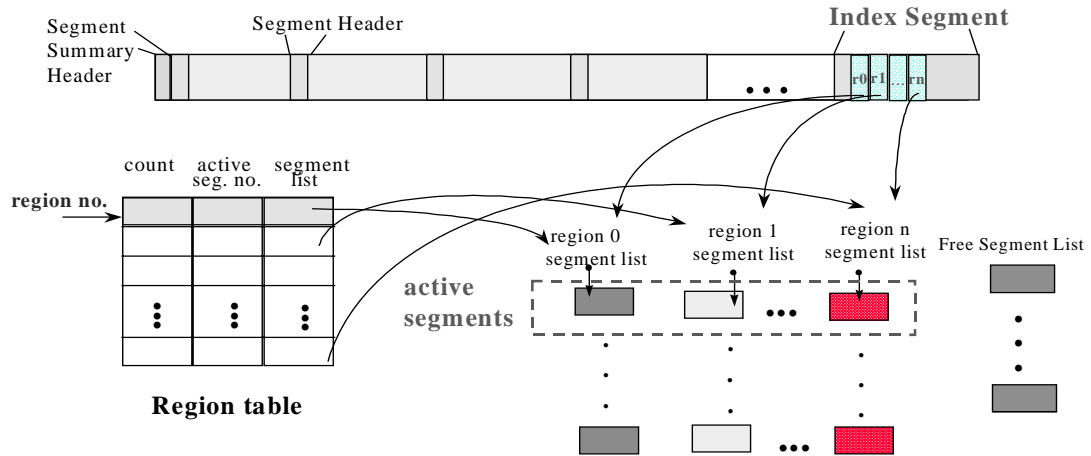 Index Segment
Segment
Summary
Header
Segment Header
r0 r1 ... rn
count
active
seg. no.
segment
list
region no.
region 0
segment list
region 1
segment list
region n
segment list
Free Segment List
active
segments
Region table